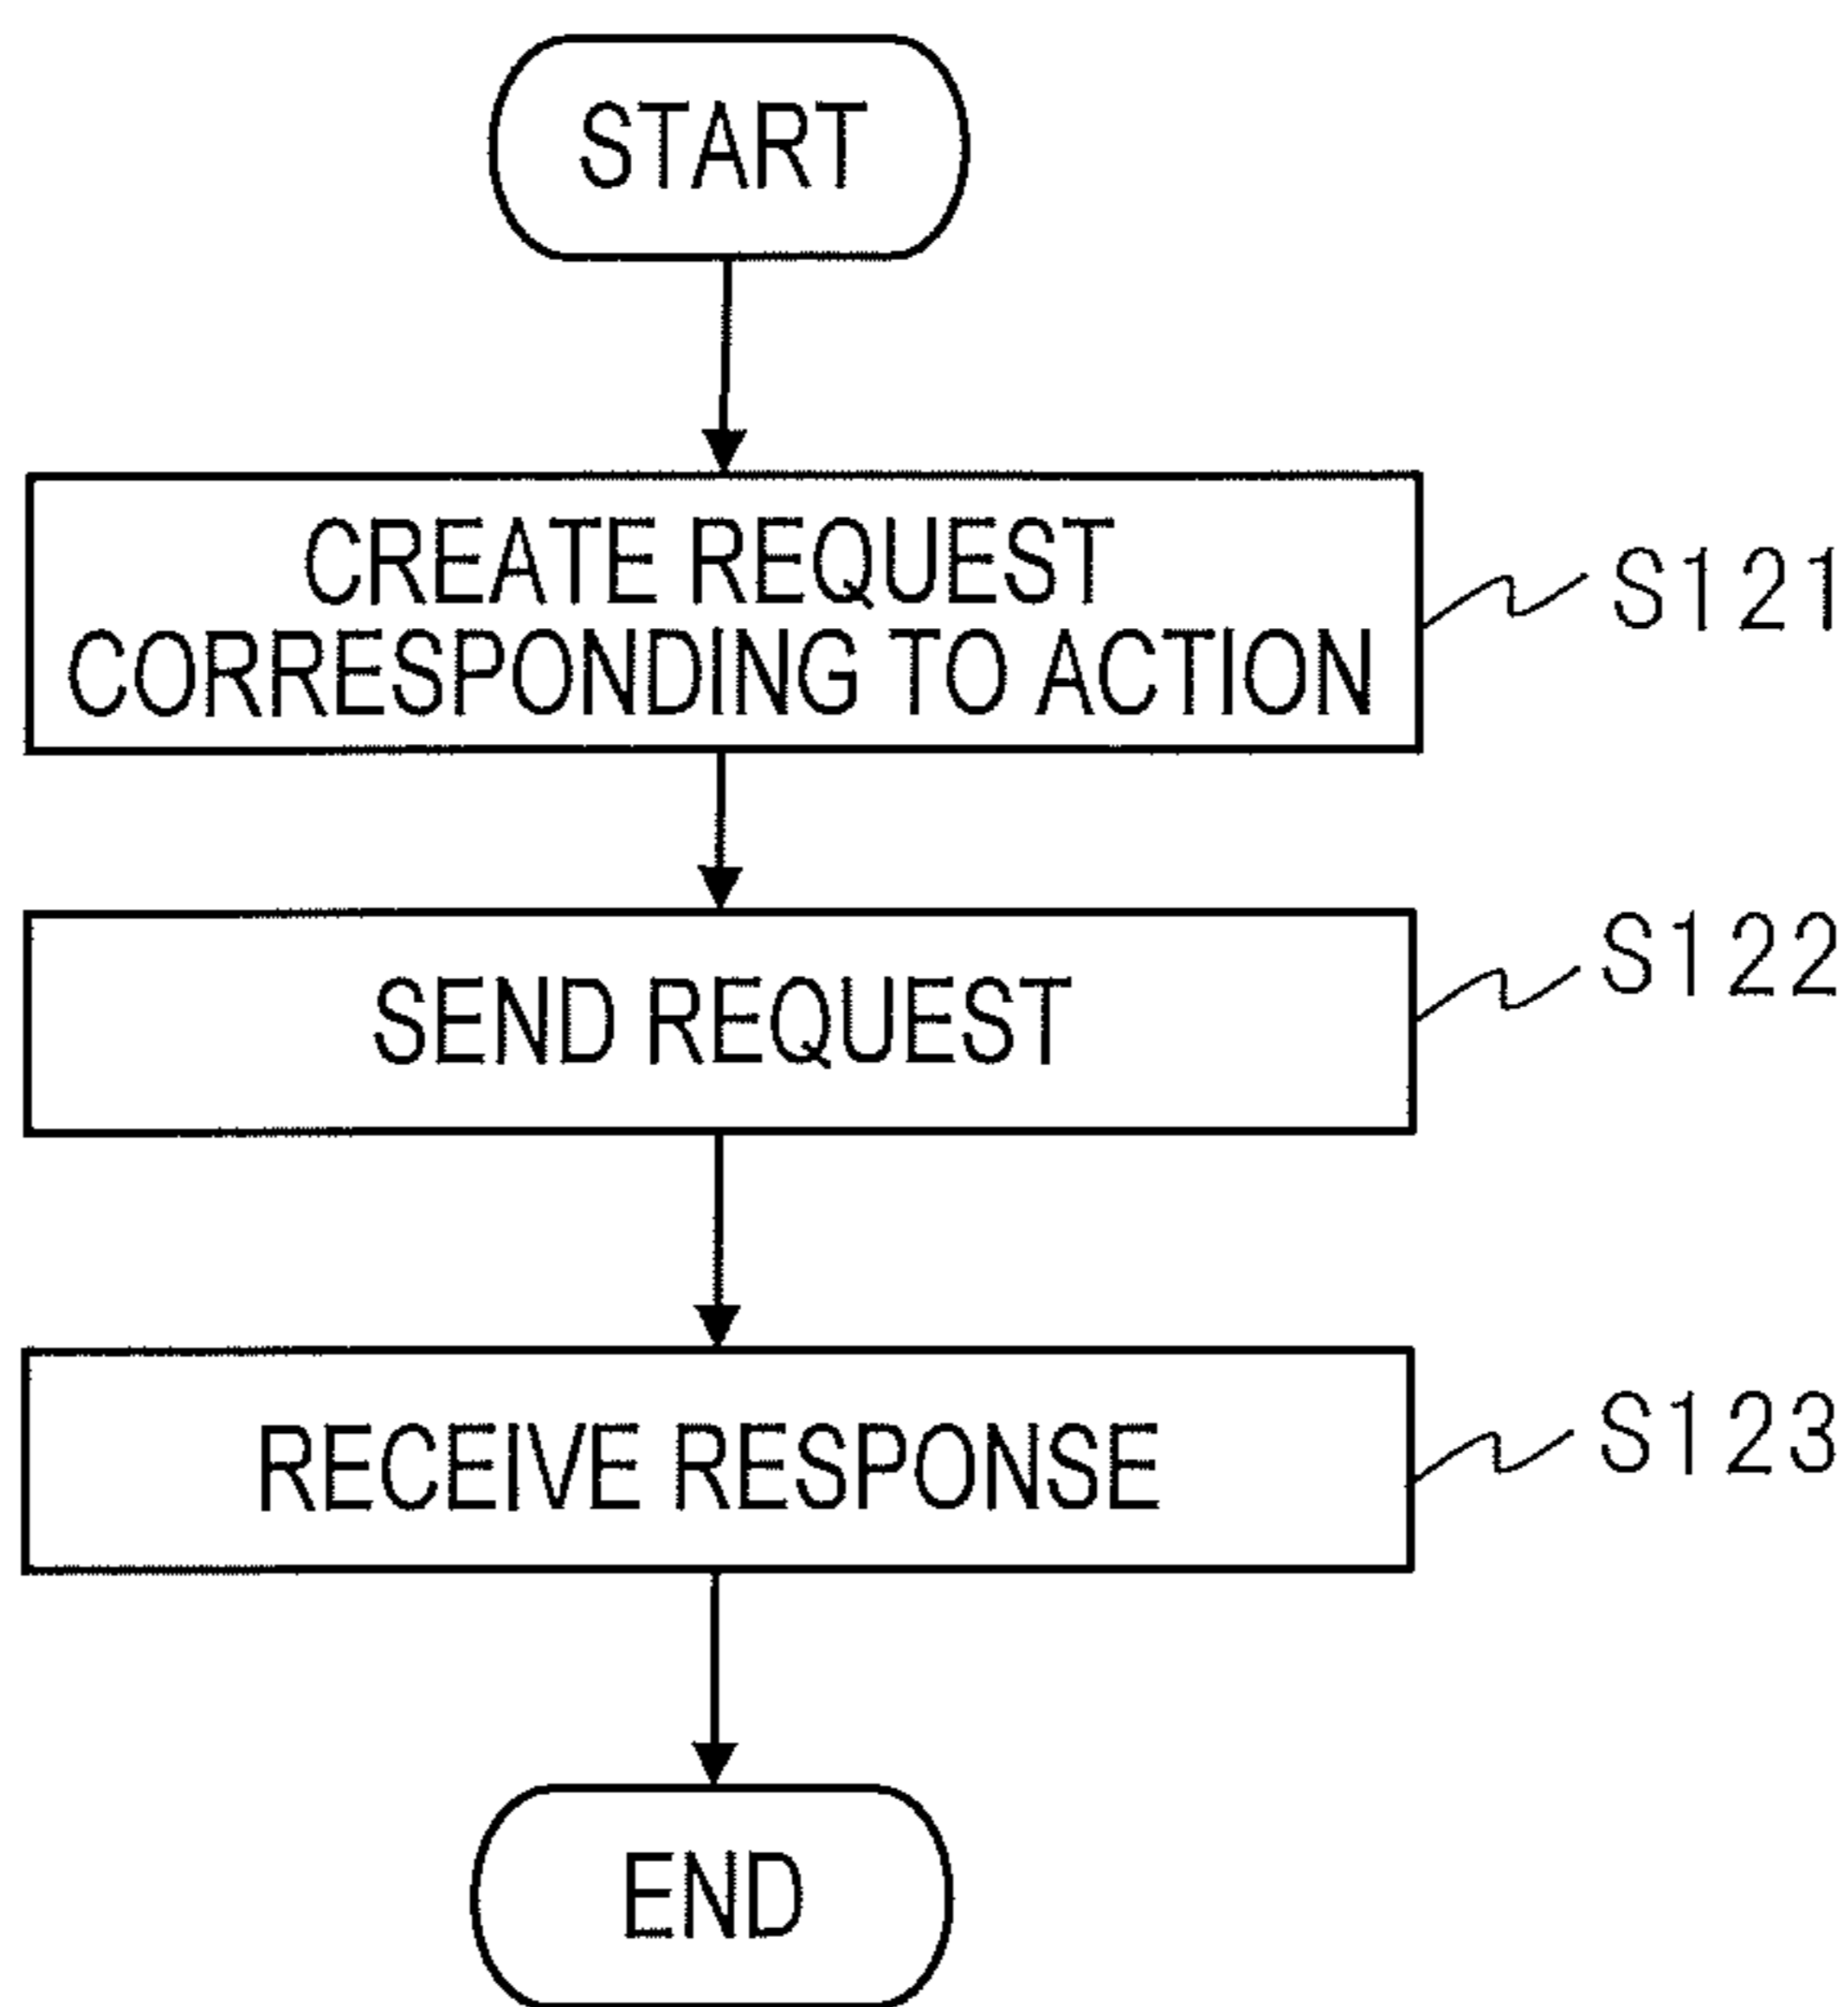 START
CREATE REQUEST
CORRESPONDING TO ACTION
S121
SEND REQUEST
S122
RECEIVE RESPONSE
S123
END